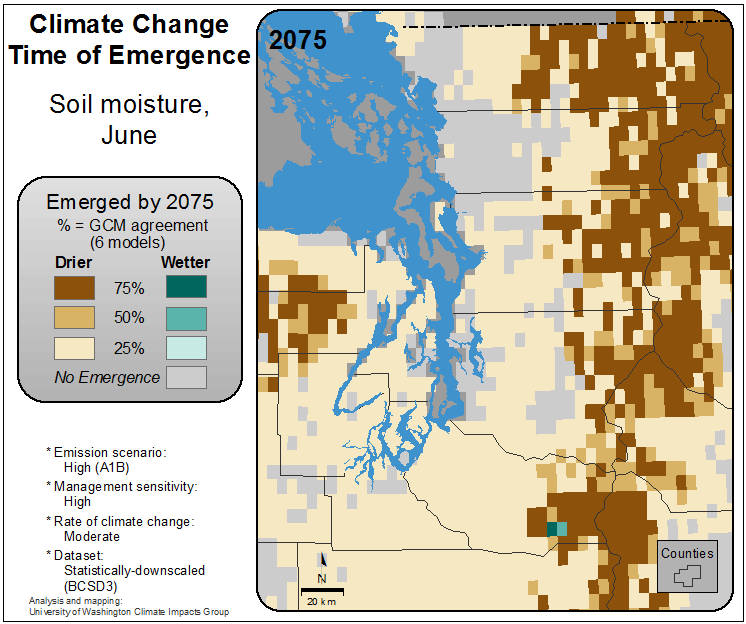 Climate Change
Time of Emergence
Soil moisture,
June
Emerged by 2075
% = GCM agreement
(6 models)
Drier Wetter
75%
50%
25%
No Emergence
* Emission scenario:
High (A1B)
* Management sensitivity:
High
* Rate of climate change:
Moderate
* Dataset:
Statistically-downscaled
(BCSD3)
Analysis and mapping:
University of Washington Climate Impacts Group
2075
N
20 km
Counties